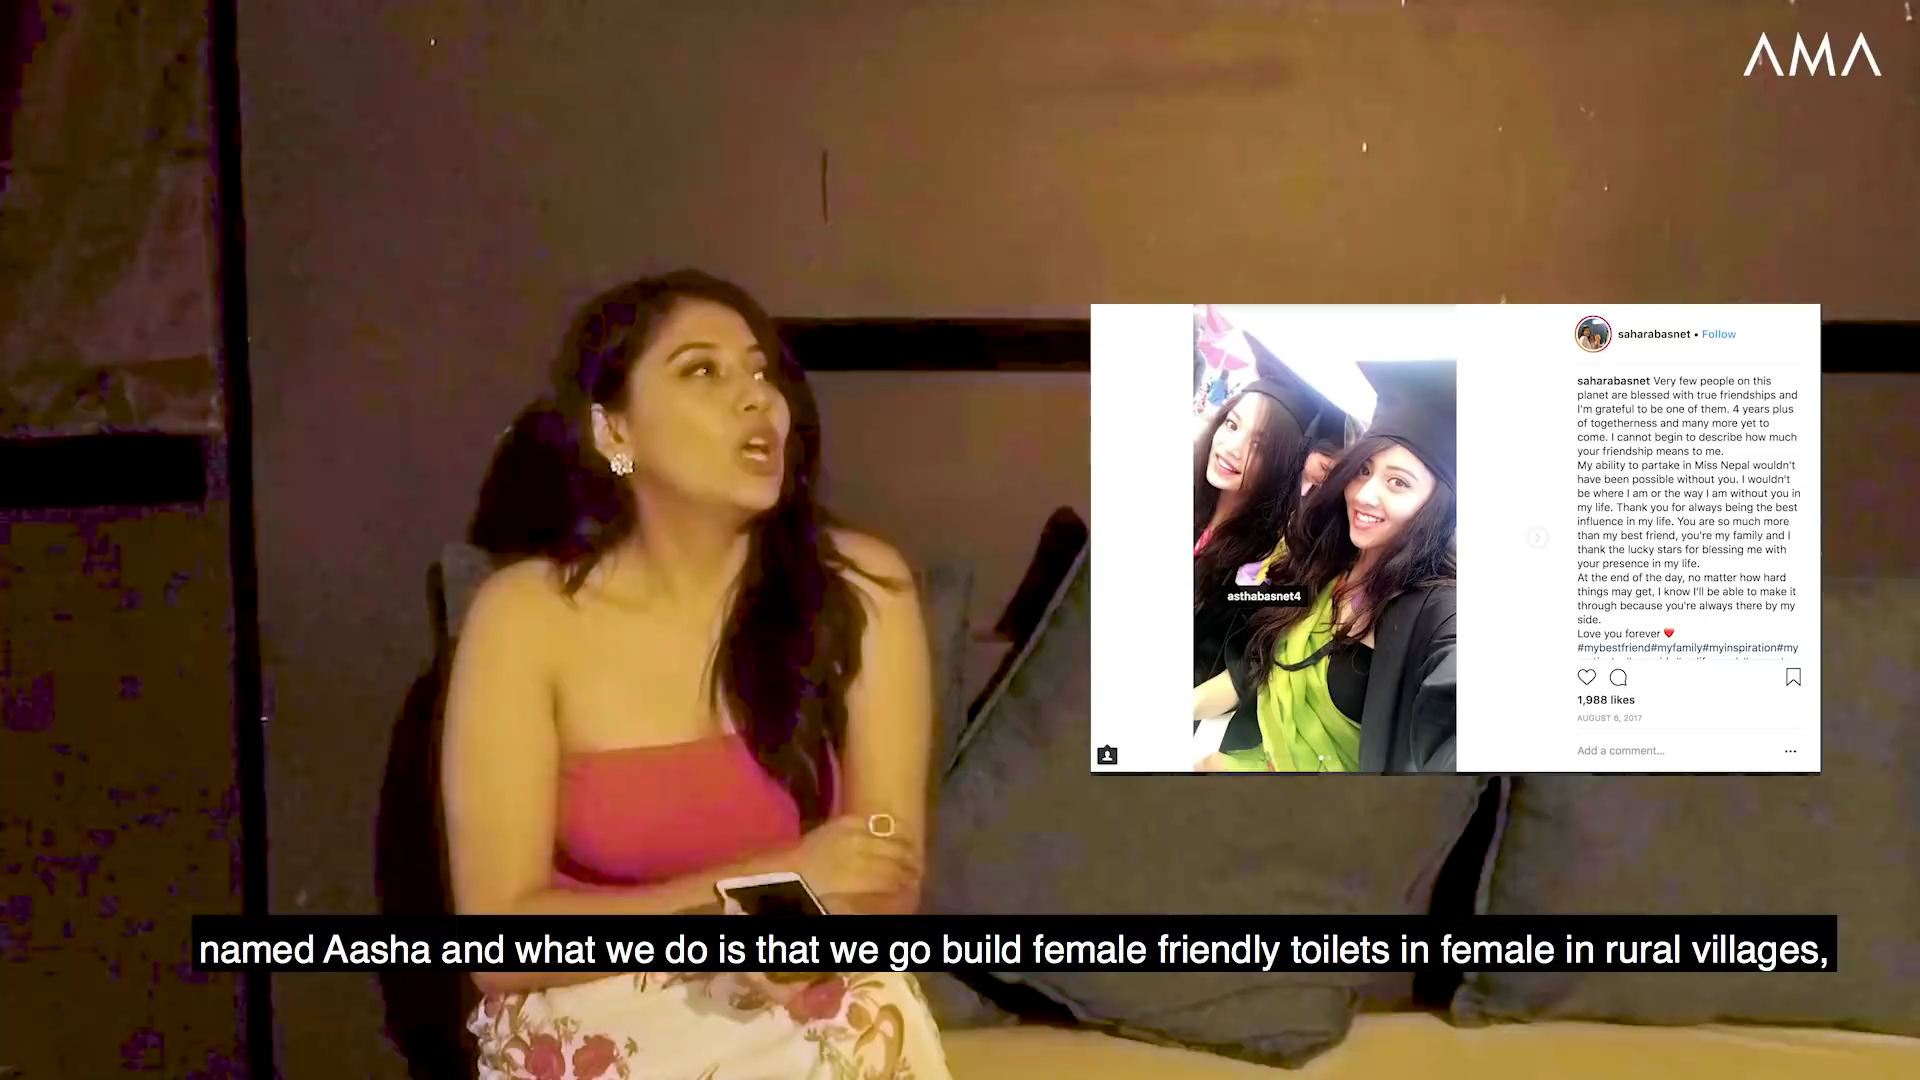 AMA
saharabasnet • Follow
saharabasnet Very few people on this
planet are blessed with true friendships and
I'm grateful to be one of them. 4 years plus
of togetherness and many more yet to
come. I cannot begin to describe how much
your friendship means to me.
My ability to partake in Miss Nepal wouldn't
have been possible without you. I wouldn't
be where I am or the way I am without you in
my life. Thank you for always being the best
influence in my life. You are so much more
than my best friend, you're my family and I
thank the lucky stars for blessing me with
your presence in my life.
At the end of the day, no matter how hard
things may get, I know I'll be able to make it
through because you're always there by my
side.
Love you forever ❤️
#mybestfriend#myfamily#myinspiration#my
asthabasnet4
1,988 likes
AUGUST 6, 2017
Add a comment...
named Aasha and what we do is that we go build female friendly toilets in female in rural villages,